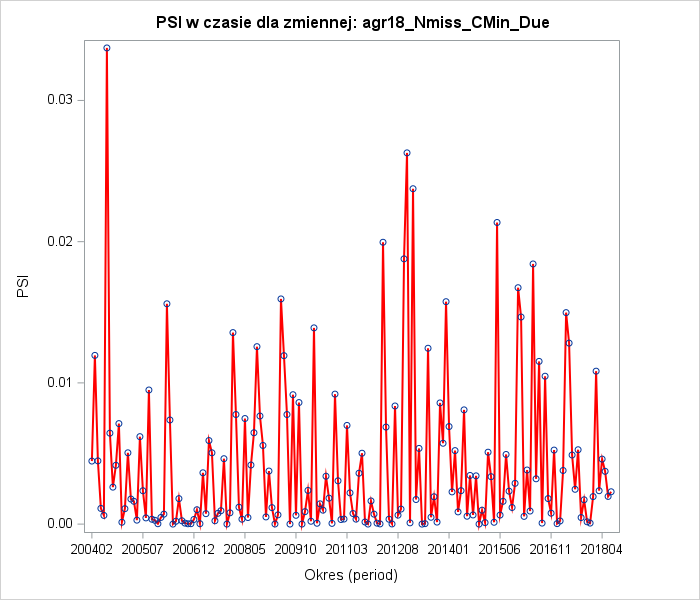 PSI w czasie dla zmiennej: agr18_Nmiss_CMin_Due
PSI
0.03
0.02
0.01
0.00
200402 200507 200612 200805 200910 201103 201208 201401 201506 201611 201804
Okres (period)